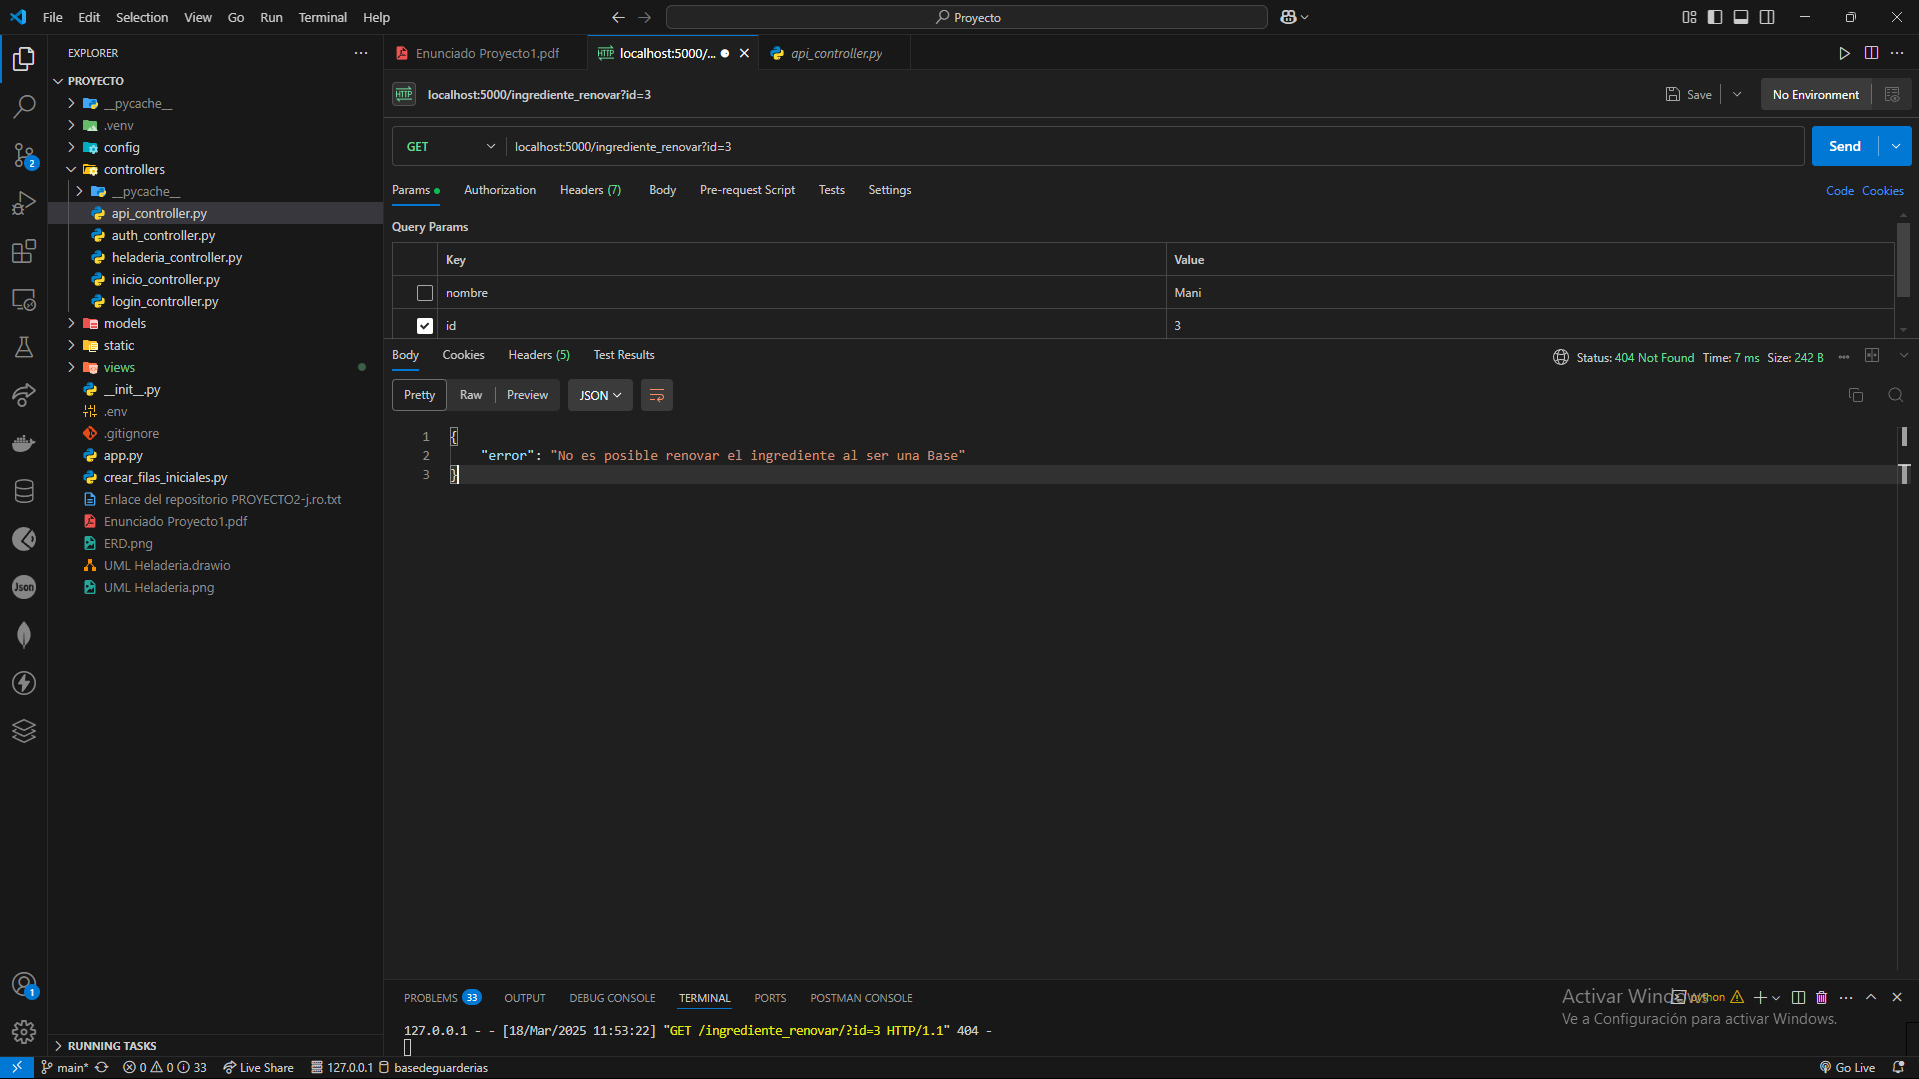 File Edit Selection View Go Run Terminal Help
Proyecto
EXPLORER
PROYECTO
__pycache__
.venv
config
controllers
__pycache__
api_controller.py
auth_controller.py
heladeria_controller.py
inicio_controller.py
login_controller.py
models
static
views
__init__.py
.env
.gitignore
app.py
crear_filas_iniciales.py
Enlace del repositorio PROYECTO2-j.ro.txt
Enunciado Proyecto1.pdf
ERD.png
UML Heladeria.drawio
UML Heladeria.png
RUNNING TASKS
2
Json
1
Enunciado Proyecto1.pdf
HTTP localhost:5000/...
api_controller.py
HTTP localhost:5000/ingrediente_renovar?id=3
Save
No Environment
GET localhost:5000/ingrediente_renovar?id=3
Send
Params Authorization Headers (7) Body Pre-request Script Tests Settings
Code Cookies
Query Params
Key Value
nombre Mani
id 3
Body Cookies Headers (5) Test Results
Status: 404 Not Found Time: 7 ms Size: 242 B
Pretty Raw Preview JSON
1 {
2 "error": "No es posible renovar el ingrediente al ser una Base"
3 }
PROBLEMS 33 OUTPUT DEBUG CONSOLE TERMINAL PORTS POSTMAN CONSOLE
python
127.0.0.1 - - [18/Mar/2025 11:53:22] "GET /ingrediente_renovar/?id=3 HTTP/1.1" 404 -
Activar Windows
Ve a Configuración para activar Windows.
main* 0 0 33 Live Share 127.0.0.1 basedeguarderias
Go Live